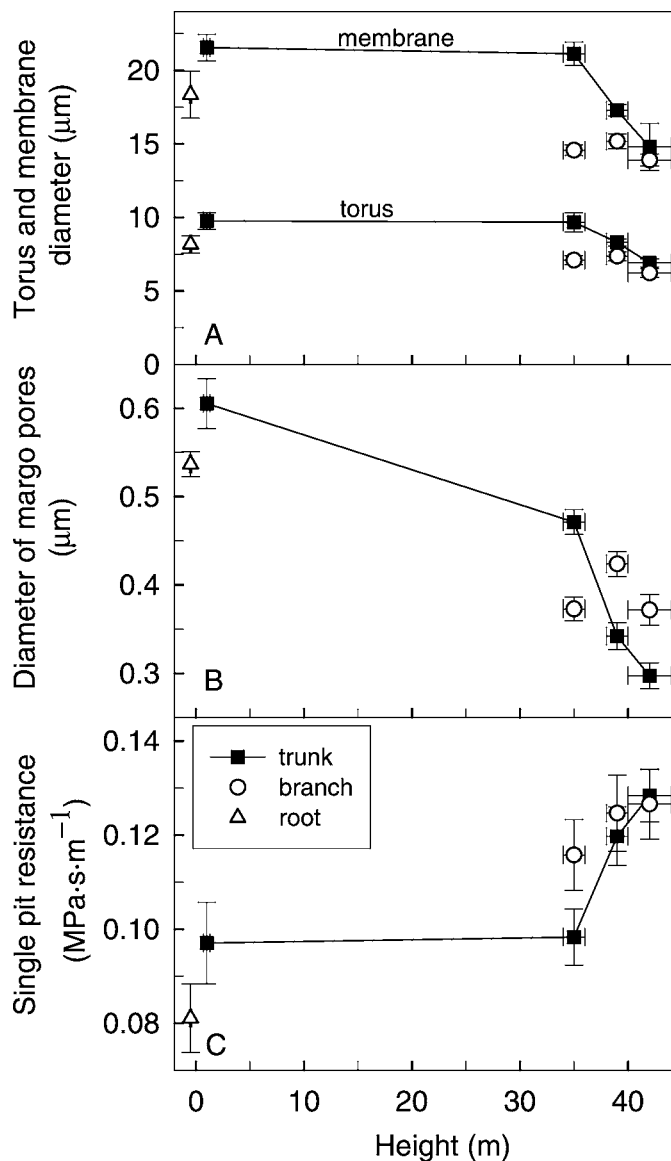 Torus and membrane
diameter (μm)
20
15
10
5
0
membrane
torus
A
Diameter of margo pores
(μm)
0.6
0.5
0.4
0.3
B
Single pit resistance
(MPa·s·m⁻¹)
0.14
0.12
0.10
0.08
trunk
branch
root
C
0 10 20 30 40
Height (m)